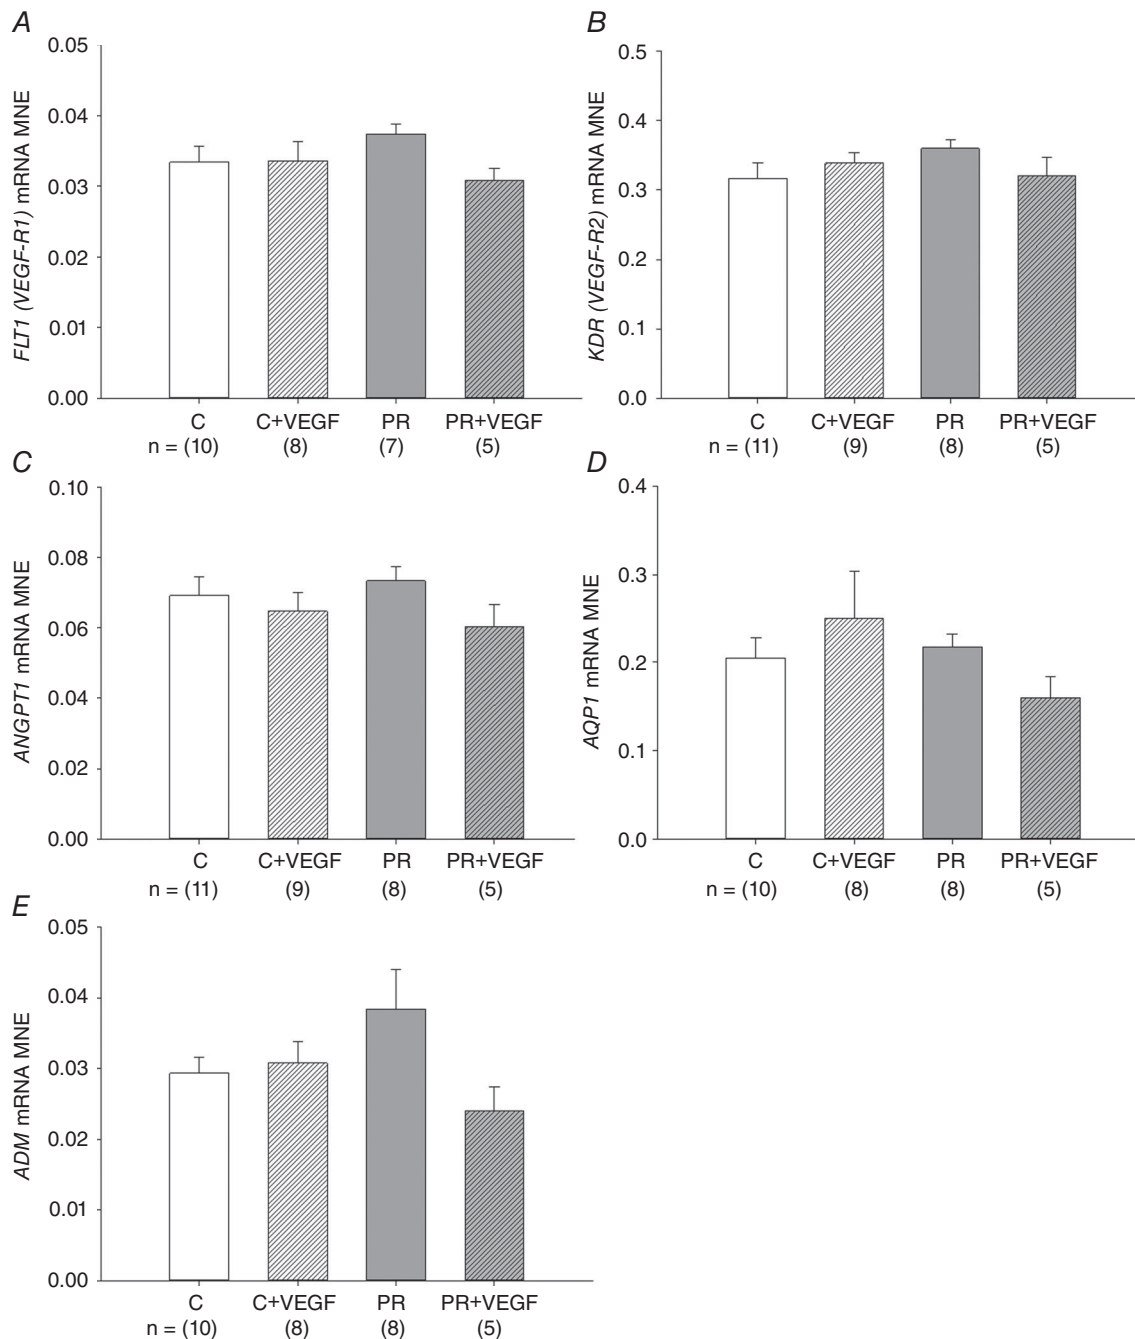 A
FLT1 (VEGF-R1) mRNA MNE
0.05
0.04
0.03
0.02
0.01
0.00
C C+VEGF PR PR+VEGF
n = (10) (8) (7) (5)
B
KDR (VEGF-R2) mRNA MNE
0.5
0.4
0.3
0.2
0.1
0.0
C C+VEGF PR PR+VEGF
n = (11) (9) (8) (5)
C
ANGPT1 mRNA MNE
0.10
0.08
0.06
0.04
0.02
0.00
C C+VEGF PR PR+VEGF
n = (11) (9) (8) (5)
D
AQP1 mRNA MNE
0.4
0.3
0.2
0.1
0.0
C C+VEGF PR PR+VEGF
n = (10) (8) (8) (5)
E
ADM mRNA MNE
0.05
0.04
0.03
0.02
0.01
0.00
C C+VEGF PR PR+VEGF
n = (10) (8) (8) (5)